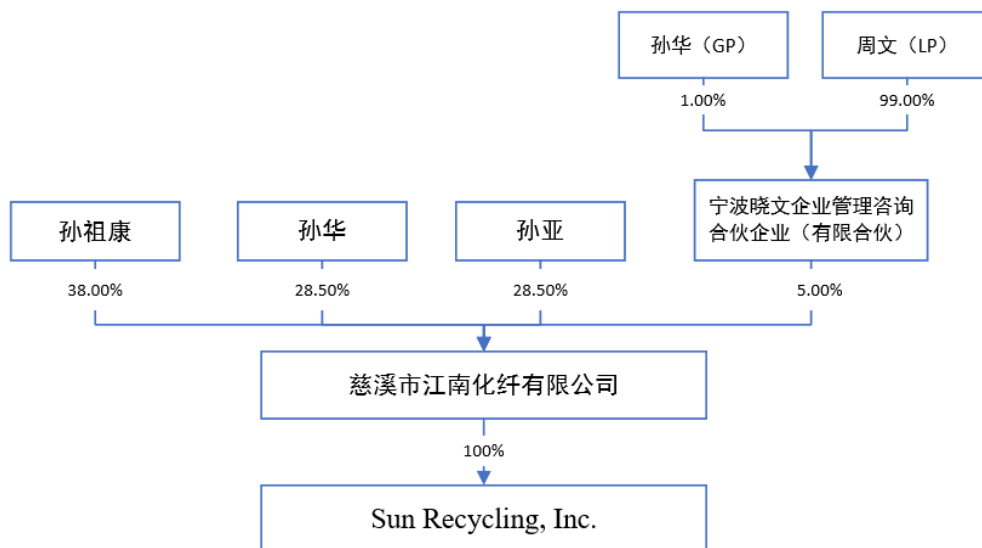 孙华（GP）
周文（LP）
1.00%
99.00%
孙祖康
孙华
孙亚
宁波晓文企业管理咨询
合伙企业（有限合伙）
38.00%
28.50%
28.50%
5.00%
慈溪市江南化纤有限公司
100%
Sun Recycling, Inc.